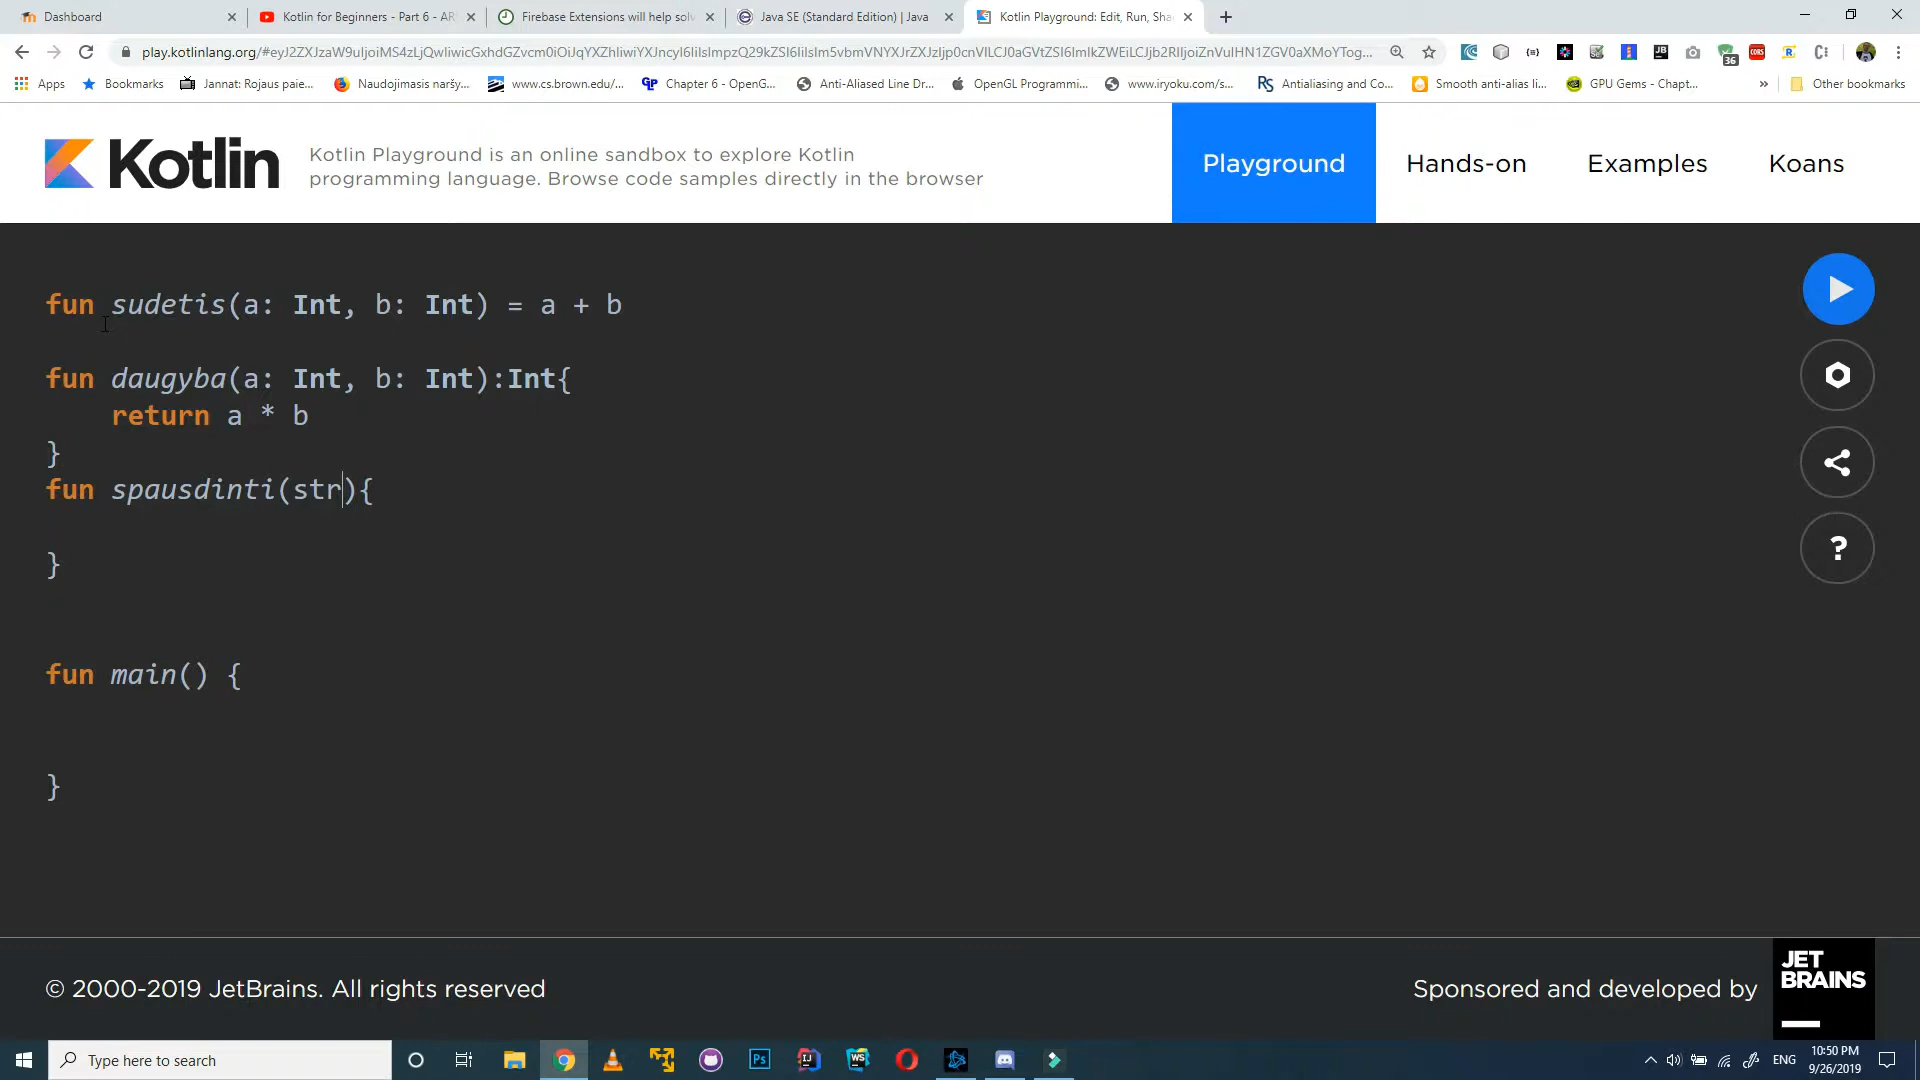 Dashboard
Kotlin for Beginners - Part 6 - AR
Firebase Extensions will help sol
Java SE (Standard Edition) | Java
Kotlin Playground: Edit, Run, Sha
Apps
Bookmarks
Jannat: Rojaus paie...
Naudojimasis naršy...
www.cs.brown.edu/...
Chapter 6 - OpenG...
Anti-Aliased Line Dr...
OpenGL Programmi...
www.iryoku.com/s...
Antialiasing and Co...
Smooth anti-alias li...
GPU Gems - Chapt...
»
Other bookmarks
36
CORS
Kotlin
Kotlin Playground is an online sandbox to explore Kotlin
programming language. Browse code samples directly in the browser
Playground
Hands-on
Examples
Koans
fun sudetis(a: Int, b: Int) = a + b
fun daugyba(a: Int, b: Int):Int{
return a * b
}
fun spausdinti(str){
}
fun main() {
}
?
© 2000-2019 JetBrains. All rights reserved
Sponsored and developed by
JET
BRAINS
Type here to search
Ps
IJ
WS
ENG
10:50 PM
9/26/2019